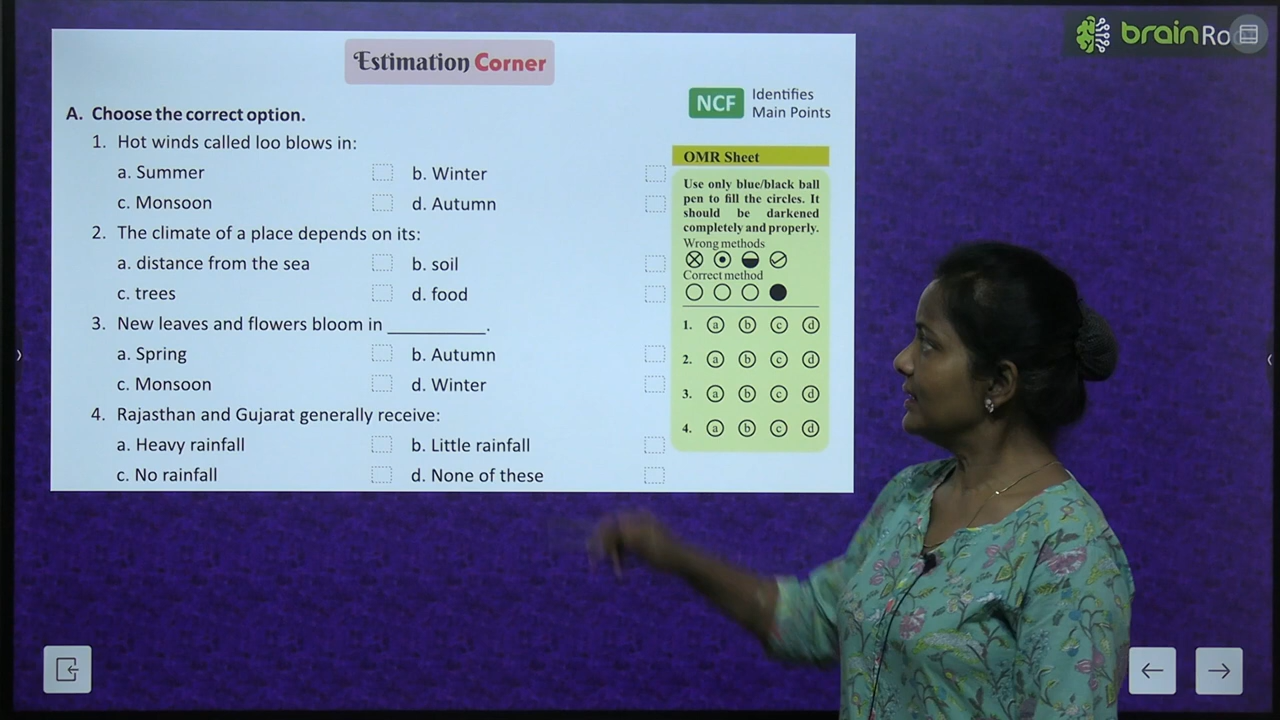 brain
Estimation Corner
NCF Identifies
Main Points
A. Choose the correct option.
1. Hot winds called loo blows in:
a. Summer b. Winter
c. Monsoon d. Autumn
2. The climate of a place depends on its:
a. distance from the sea b. soil
c. trees d. food
3. New leaves and flowers bloom in __________.
a. Spring b. Autumn
c. Monsoon d. Winter
4. Rajasthan and Gujarat generally receive:
a. Heavy rainfall b. Little rainfall
c. No rainfall d. None of these
OMR Sheet
Use only blue/black ball
pen to fill the circles. It
should be darkened
completely and properly.
Wrong methods
Correct method
1. a b c d
2. a b c d
3. a b c d
4. a b c d